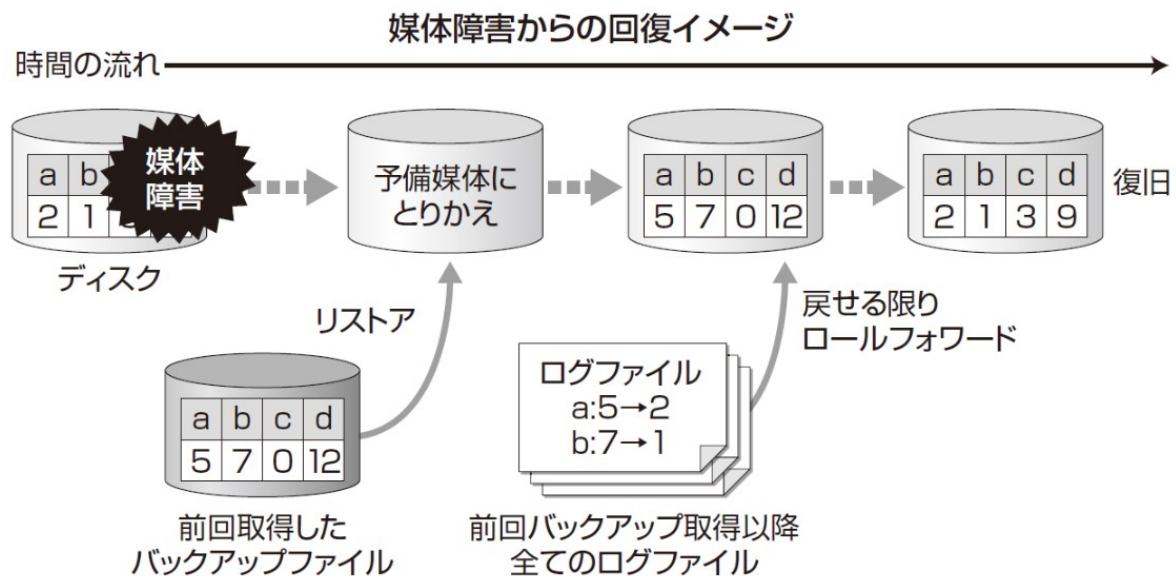 媒体障害からの回復イメージ
時間の流れ
a b
2 1
媒体
障害
ディスク
予備媒体に
とりかえ
a b c d
5 7 0 12
a b c d
2 1 3 9
復旧
リストア
戻せる限り
ロールフォワード
a b c d
5 7 0 12
前回取得した
バックアップファイル
ログファイル
a:5→2
b:7→1
前回バックアップ取得以降
全てのログファイル